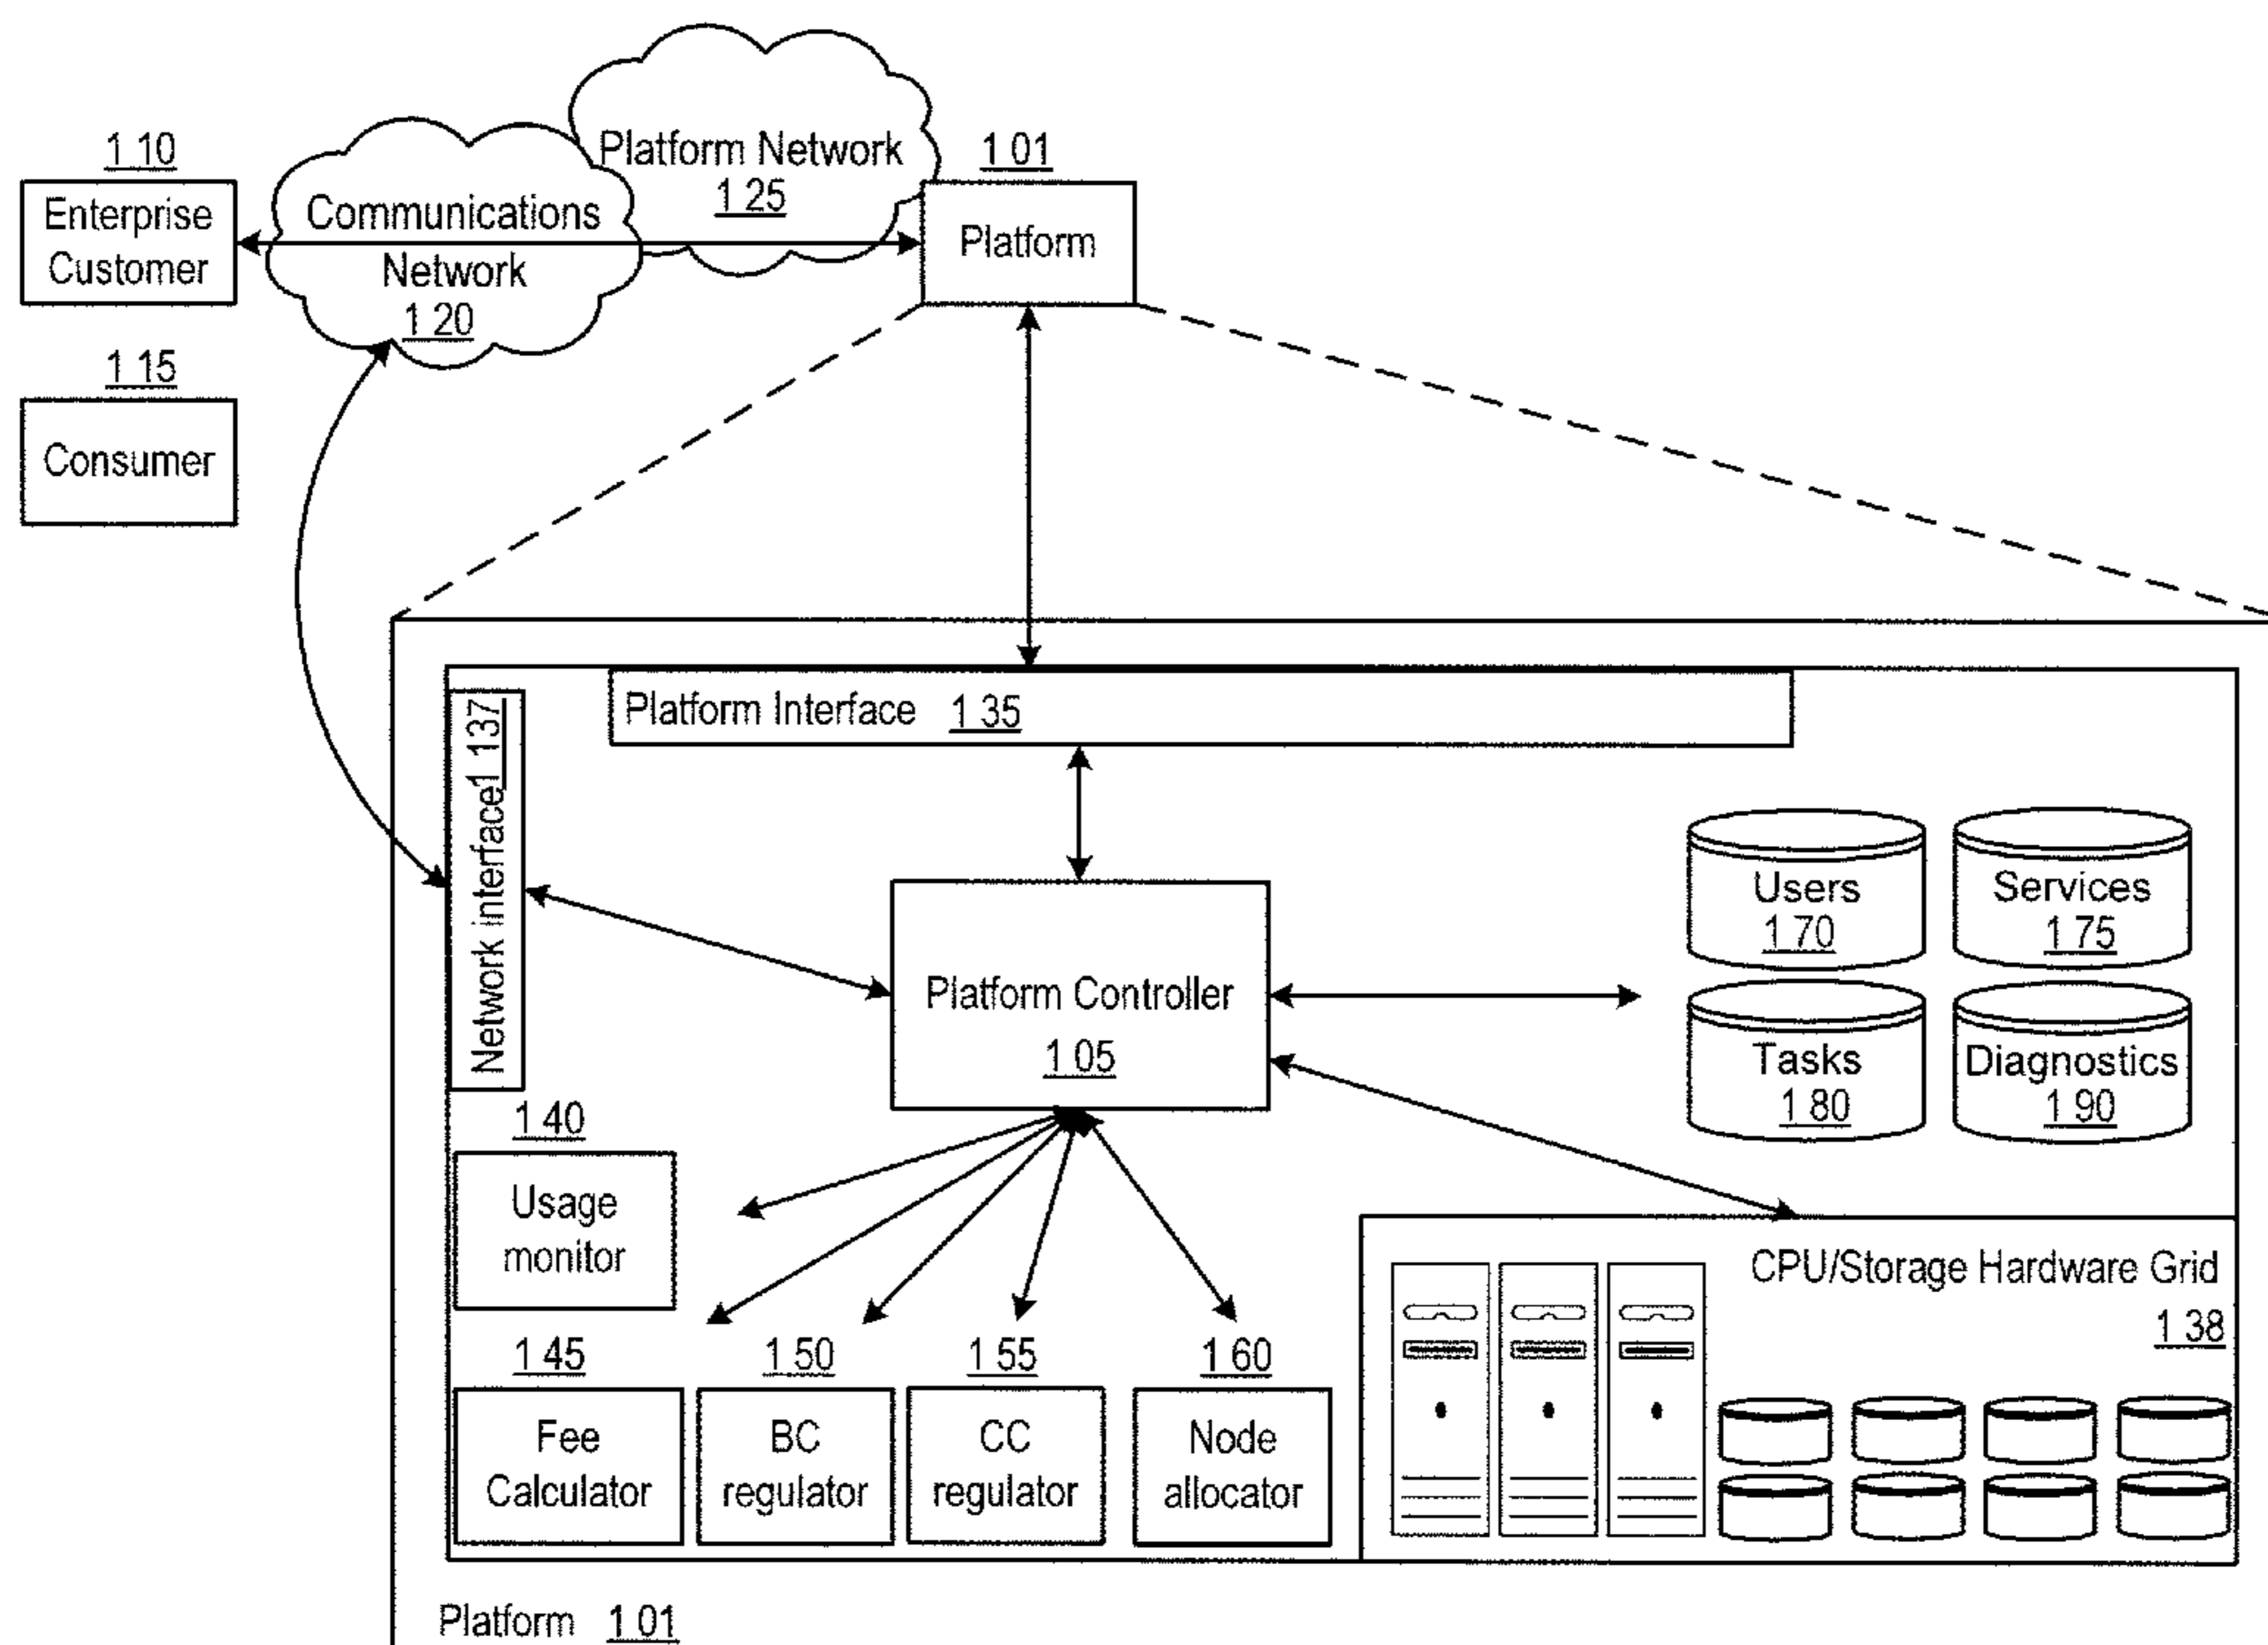 Platform Network
1 25
1 10
Enterprise
Customer
Communications
Network
1 20
1 01
Platform
1 15
Consumer
Platform Interface 1 35
Network interface1 137
Users
1 70
Services
1 75
Platform Controller
1 05
Tasks
1 80
Diagnostics
1 90
1 40
Usage
monitor
CPU/Storage Hardware Grid
1 38
1 45
Fee
Calculator
1 50
BC
regulator
1 55
CC
regulator
1 60
Node
allocator
Platform 1 01